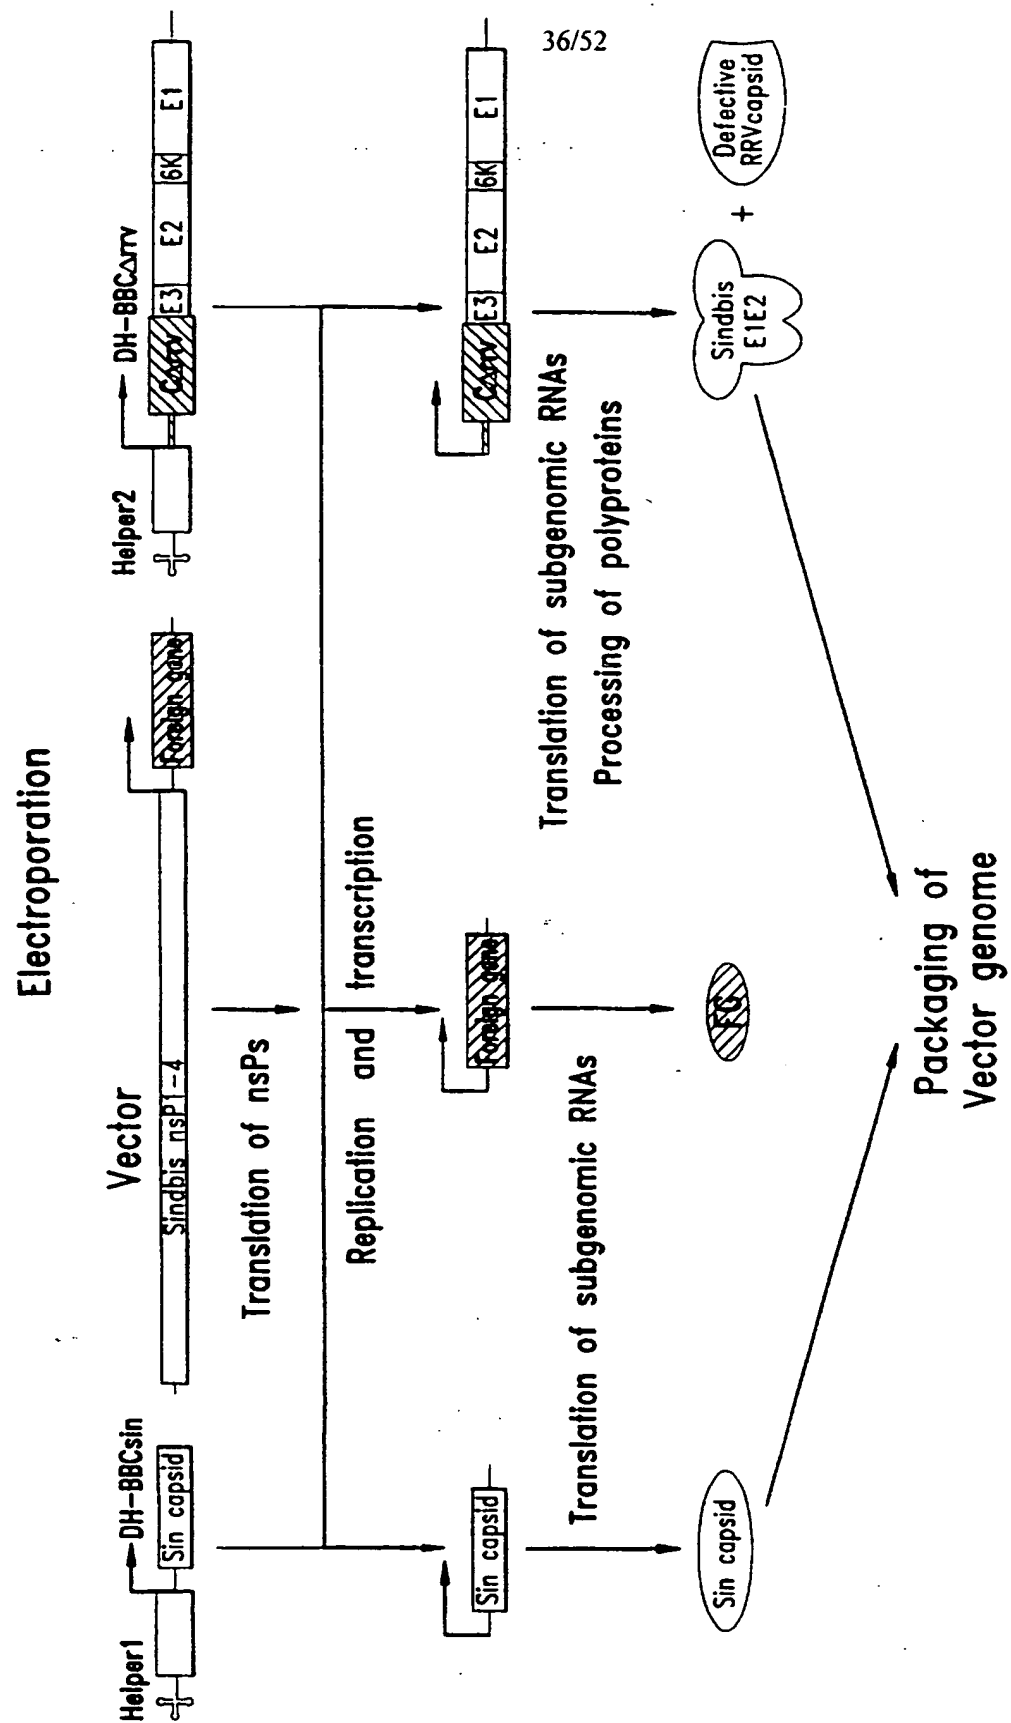 36/52
Electroporation
Helper1
DH-BBCsin
Sin capsid
Vector
Sindbis nsP1-4
Foreign gene
Helper2
DH-BBCΔrrv
CΔrrv
E3
E2
6K
E1
Translation of nsPs
Replication and transcription
Sin capsid
Foreign gene
CΔrrv
E3
E2
6K
E1
Translation of subgenomic RNAs
Translation of subgenomic RNAs
Processing of polyproteins
Sin capsid
FG
Sindbis
E1E2
+
Defective
RRVcapsid
Packaging of
Vector genome